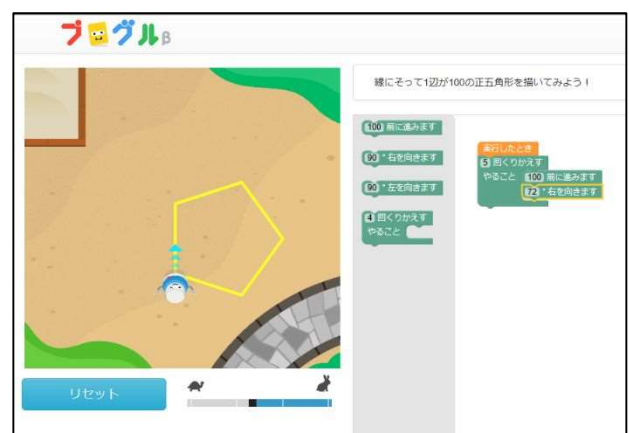 プログルβ
線にそって1辺が100の正五角形を描いてみよう!
100 前に進みます
90 °右を向きます
90 °左を向きます
4 回くりかえす
やること
実行したとき
5 回くりかえす
やること 100 前に進みます
72 °右を向きます
リセット